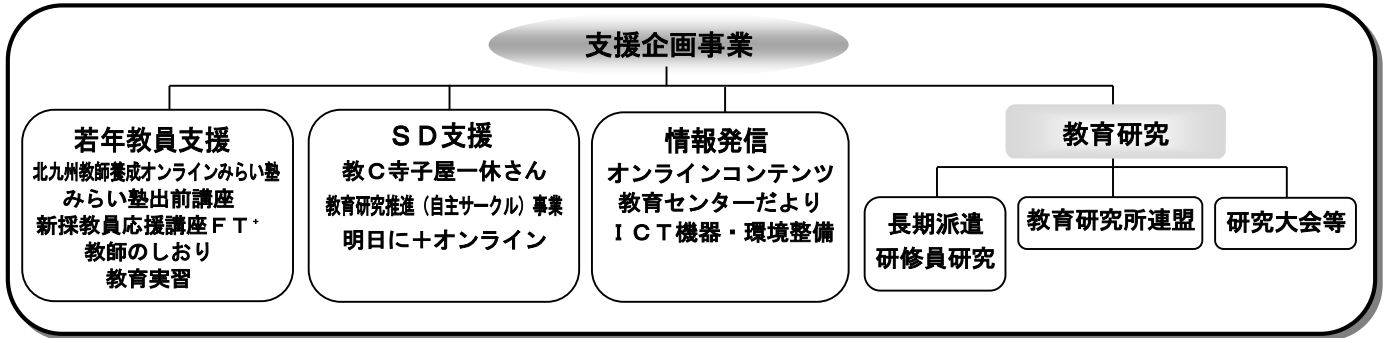 支援企画事業
若年教員支援
北九州教師養成オンラインみらい塾
みらい塾出前講座
新採教員応援講座ＦＴ⁺
教師のしおり
教育実習
ＳＤ支援
教Ｃ寺子屋一休さん
教育研究推進（自主サークル）事業
明日に＋オンライン
情報発信
オンラインコンテンツ
教育センターだより
ＩＣＴ機器・環境整備
教育研究
長期派遣
研修員研究
教育研究所連盟
研究大会等